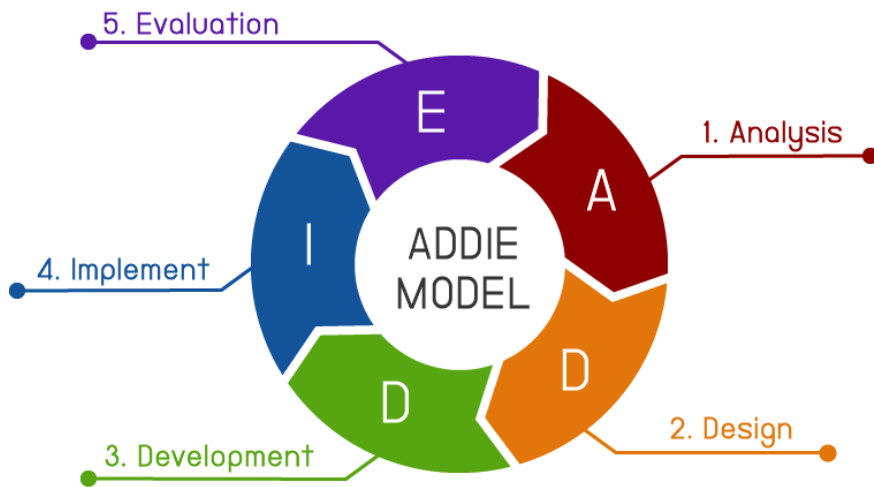 5. Evaluation
E
1. Analysis
A
I
ADDIE
MODEL
4. Implement
D
D
2. Design
3. Development